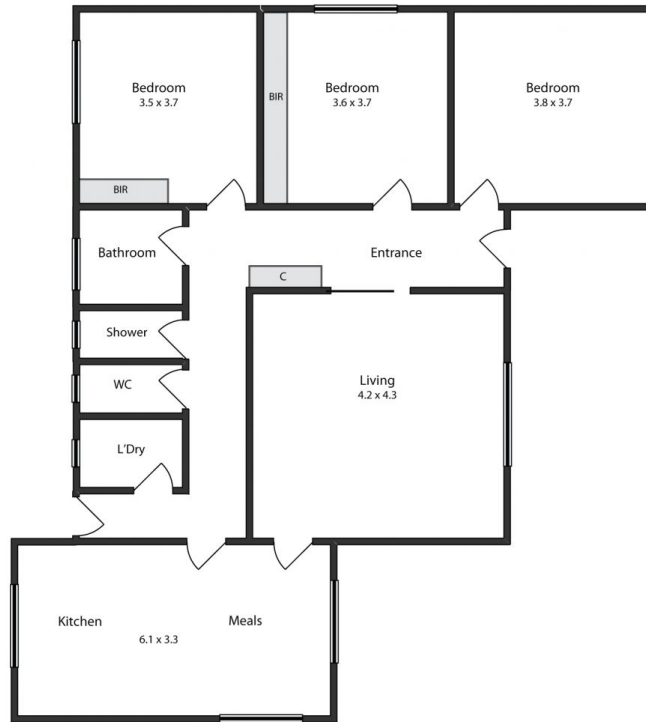 Bedroom
3.5 x 3.7
Bedroom
3.6 x 3.7
Bedroom
3.8 x 3.7
BIR
BIR
Bathroom
Entrance
C
Shower
WC
Living
4.2 x 4.3
L'Dry
Kitchen
Meals
6.1 x 3.3